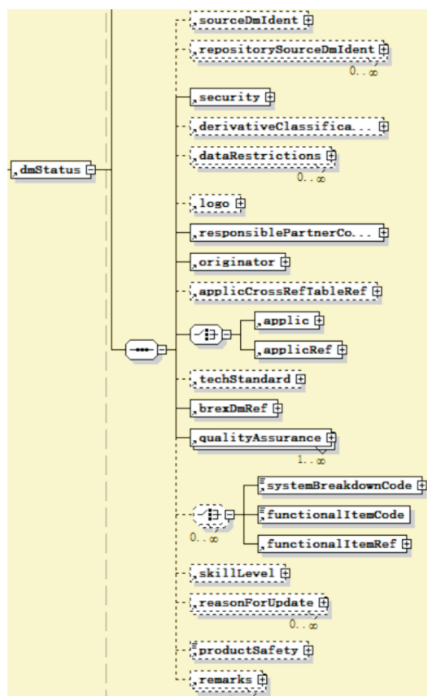 sourceDmIdent
repositorySourceDmIdent
0..∞
security
derivativeClassifica...
dataRestrictions
0..∞
dmStatus
logo
responsiblePartnerCo...
originator
applicCrossRefTableRef
applic
applicRef
techStandard
brexDmRef
qualityAssurance
1..∞
systemBreakdownCode
functionalItemCode
0..∞
functionalItemRef
skillLevel
reasonForUpdate
0..∞
productSafety
remarks